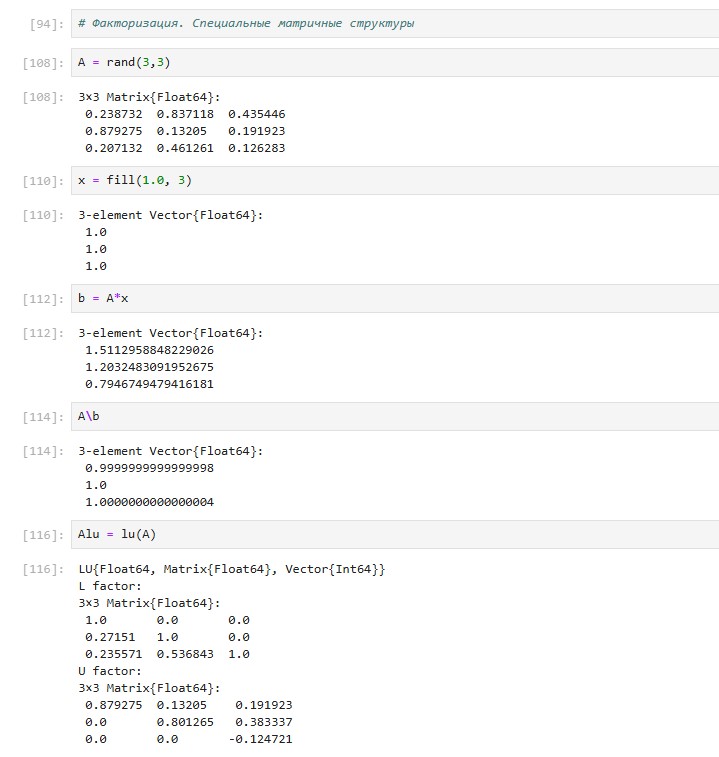 [94]: # Факторизация. Специальные матричные структуры
[108]: A = rand(3,3)
[108]: 3×3 Matrix{Float64}:
0.238732 0.837118 0.435446
0.879275 0.13205 0.191923
0.207132 0.461261 0.126283
[110]: x = fill(1.0, 3)
[110]: 3-element Vector{Float64}:
1.0
1.0
1.0
[112]: b = A*x
[112]: 3-element Vector{Float64}:
1.5112958848229026
1.2032483091952675
0.7946749479416181
[114]: A\b
[114]: 3-element Vector{Float64}:
0.9999999999999998
1.0
1.0000000000000004
[116]: Alu = lu(A)
[116]: LU{Float64, Matrix{Float64}, Vector{Int64}}
L factor:
3×3 Matrix{Float64}:
1.0 0.0 0.0
0.27151 1.0 0.0
0.235571 0.536843 1.0
U factor:
3×3 Matrix{Float64}:
0.879275 0.13205 0.191923
0.0 0.801265 0.383337
0.0 0.0 -0.124721